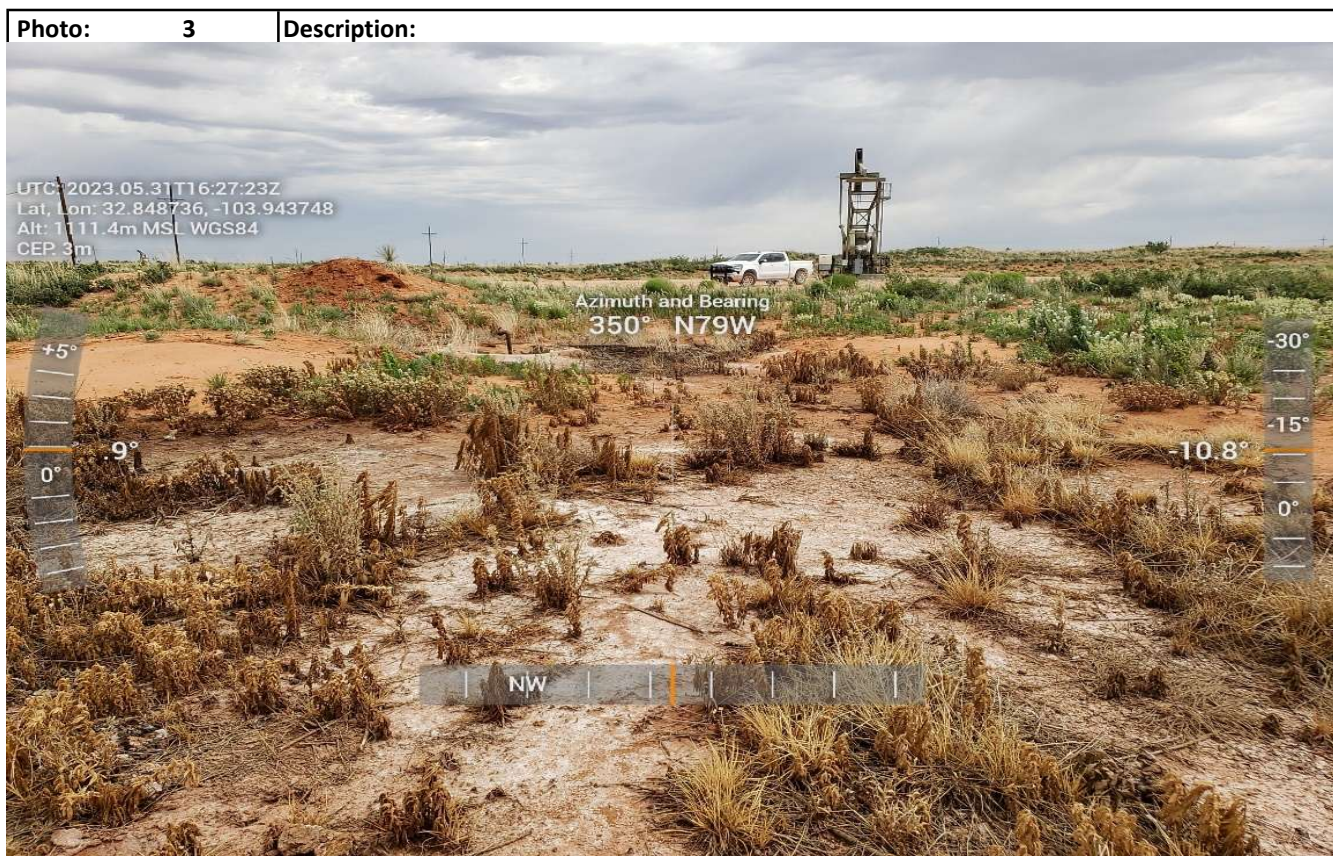 Photo: 3 Description:
UTC: 2023.05.31T16:27:23Z
Lat, Lon: 32.848736, -103.943748
Alt: 1111.4m MSL WGS84
CEP: 3m
Azimuth and Bearing
350° N79W
+5°
.9°
0°
-30°
-15°
-10.8°
0°
NW